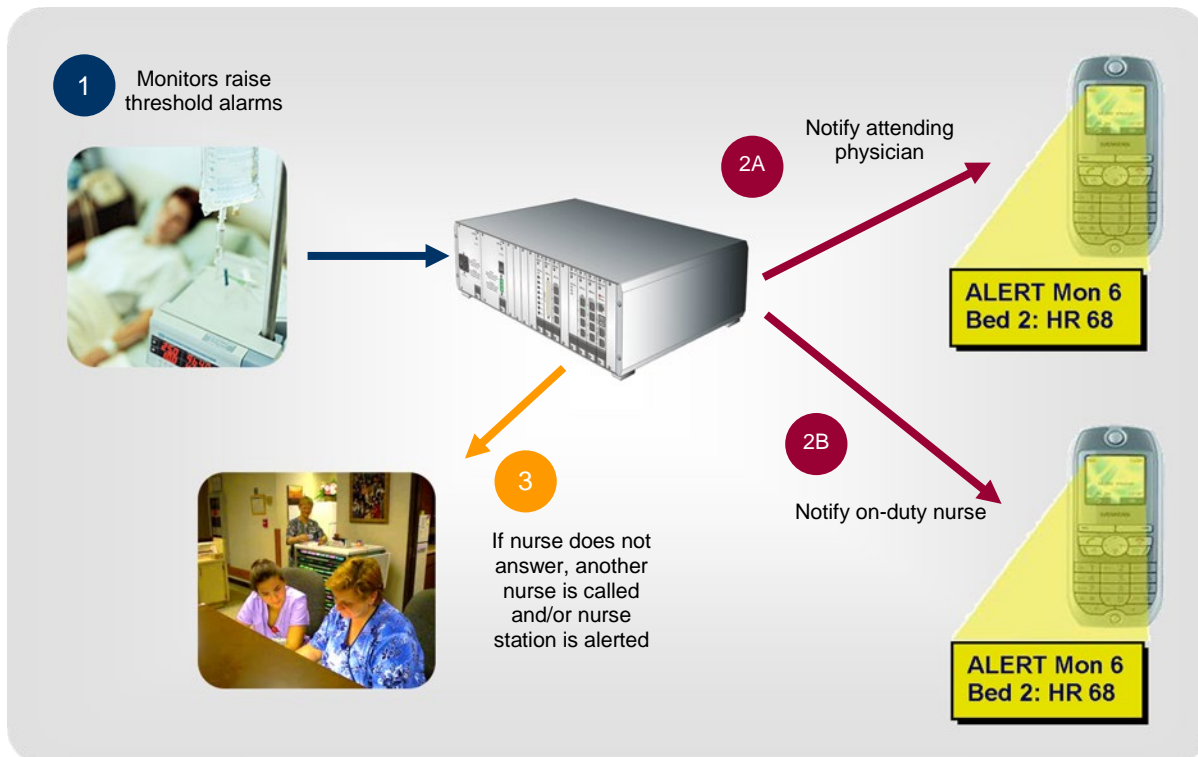 1
Monitors raise
threshold alarms
2A
Notify attending
physician
SIEMENS
ALERT Mon 6
Bed 2: HR 68
3
If nurse does not
answer, another
nurse is called
and/or nurse
station is alerted
2B
Notify on-duty nurse
SIEMENS
ALERT Mon 6
Bed 2: HR 68